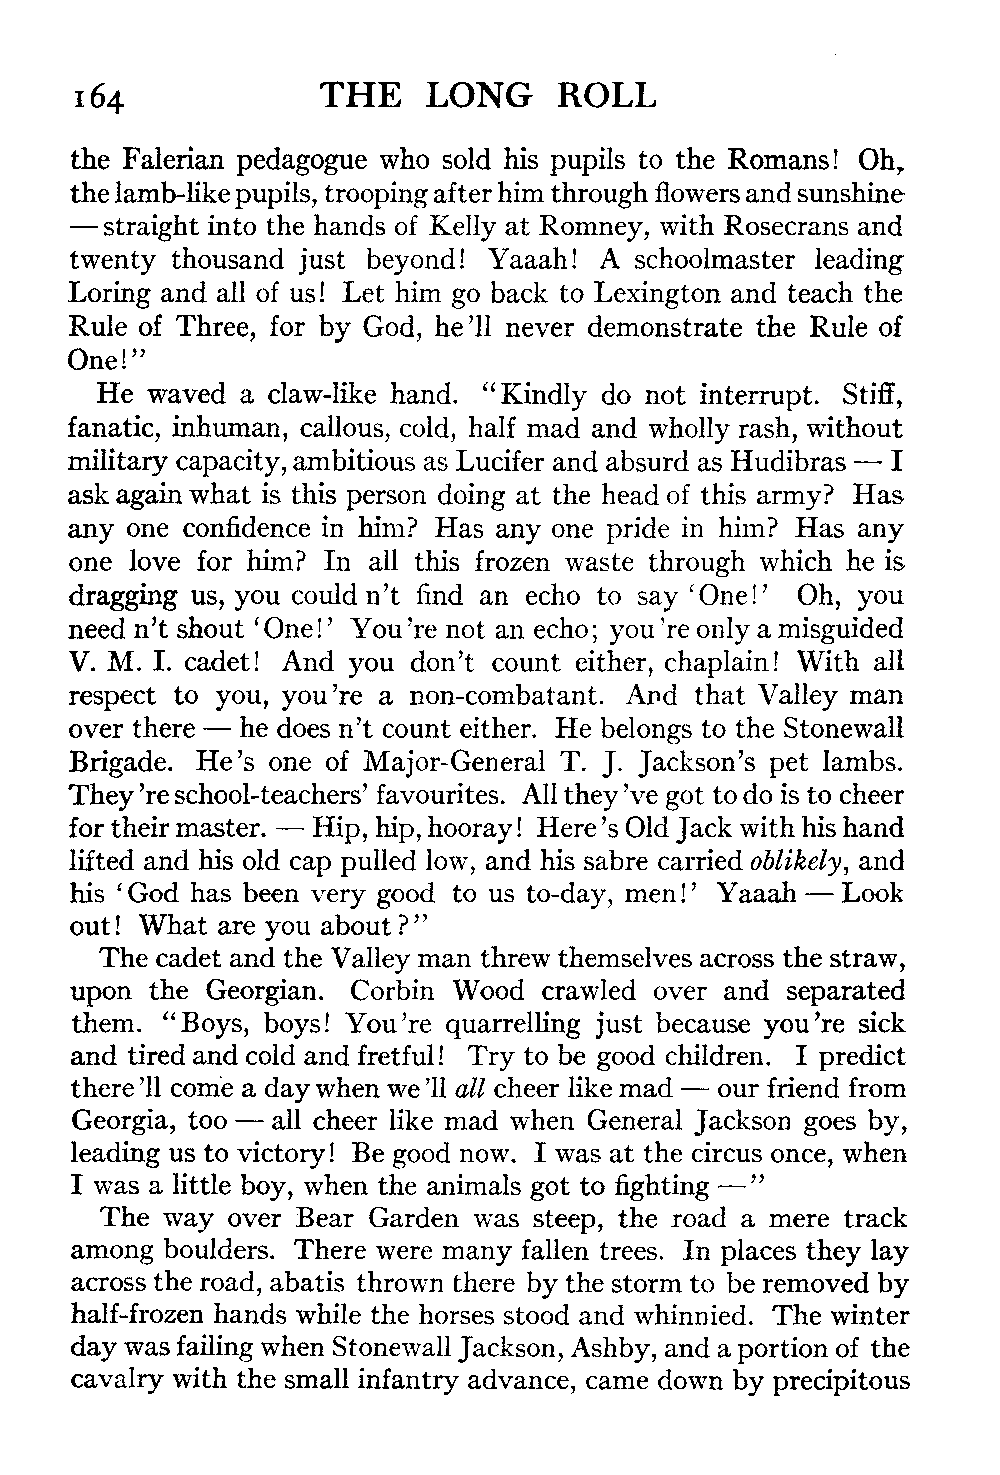 164 THE LONG ROLL
the Falerian pedagogue who sold his pupils to the Romans! Oh,
the lamb-like pupils, trooping after him through flowers and sunshine
— straight into the hands of Kelly at Romney, with Rosecrans and
twenty thousand just beyond! Yaaah! A schoolmaster leading
Loring and all of us! Let him go back to Lexington and teach the
Rule of Three, for by God, he'll never demonstrate the Rule of
One!"
He waved a claw-like hand. "Kindly do not interrupt. Stiff,
fanatic, inhuman, callous, cold, half mad and wholly rash, without
military capacity, ambitious as Lucifer and absurd as Hudibras — I
ask again what is this person doing at the head of this army? Has
any one confidence in him? Has any one pride in him? Has any
one love for him? In all this frozen waste through which he is
dragging us, you could n't find an echo to say 'One!' Oh, you
need n't shout 'One!' You're not an echo; you're only a misguided
V. M. I. cadet! And you don't count either, chaplain! With all
respect to you, you're a non-combatant. And that Valley man
over there — he does n't count either. He belongs to the Stonewall
Brigade. He's one of Major-General T. J. Jackson's pet lambs.
They're school-teachers' favourites. All they've got to do is to cheer
for their master. — Hip, hip, hooray! Here's Old Jack with his hand
lifted and his old cap pulled low, and his sabre carried oblikely, and
his 'God has been very good to us to-day, men!' Yaaah — Look
out! What are you about?"
The cadet and the Valley man threw themselves across the straw,
upon the Georgian. Corbin Wood crawled over and separated
them. "Boys, boys! You're quarrelling just because you're sick
and tired and cold and fretful! Try to be good children. I predict
there'll come a day when we'll all cheer like mad — our friend from
Georgia, too — all cheer like mad when General Jackson goes by,
leading us to victory! Be good now. I was at the circus once, when
I was a little boy, when the animals got to fighting —"
The way over Bear Garden was steep, the road a mere track
among boulders. There were many fallen trees. In places they lay
across the road, abatis thrown there by the storm to be removed by
half-frozen hands while the horses stood and whinnied. The winter
day was failing when Stonewall Jackson, Ashby, and a portion of the
cavalry with the small infantry advance, came down by precipitous